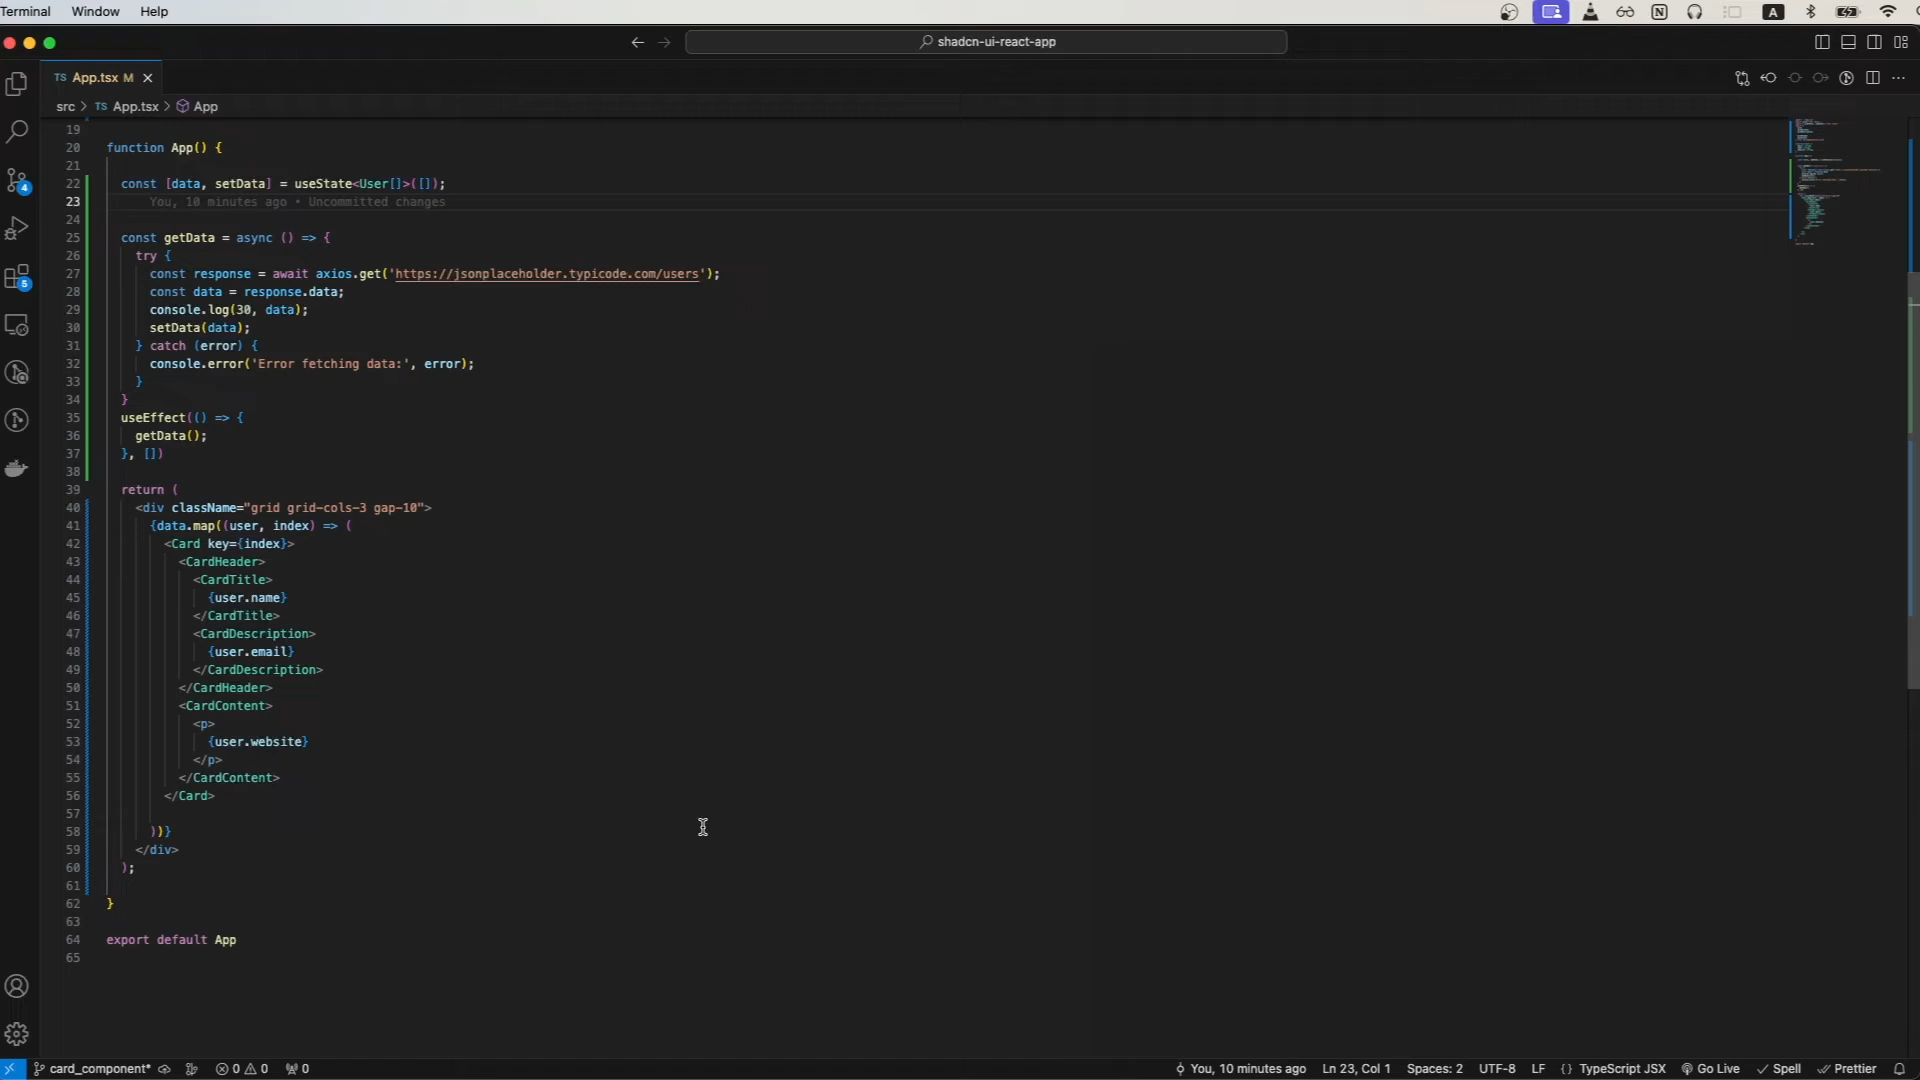 Terminal Window Help
A
shadcn-ui-react-app
TS App.tsx M
src > TS App.tsx > App
19
20 function App() {
21
22 const [data, setData] = useState<User[]>([]);
23 You, 10 minutes ago • Uncommitted changes
24
25 const getData = async () => {
26 try {
27 const response = await axios.get('https://jsonplaceholder.typicode.com/users');
28 const data = response.data;
29 console.log(30, data);
30 setData(data);
31 } catch (error) {
32 console.error('Error fetching data:', error);
33 }
34 }
35 useEffect(() => {
36 getData();
37 }, [])
38
39 return (
40 <div className="grid grid-cols-3 gap-10">
41 {data.map((user, index) => (
42 <Card key={index}>
43 <CardHeader>
44 <CardTitle>
45 {user.name}
46 </CardTitle>
47 <CardDescription>
48 {user.email}
49 </CardDescription>
50 </CardHeader>
51 <CardContent>
52 <p>
53 {user.website}
54 </p>
55 </CardContent>
56 </Card>
57
58 ))}
59 </div>
60 );
61
62 }
63
64 export default App
65
4
5
card_component* 0 0 0 You, 10 minutes ago Ln 23, Col 1 Spaces: 2 UTF-8 LF {} TypeScript JSX Go Live Spell Prettier